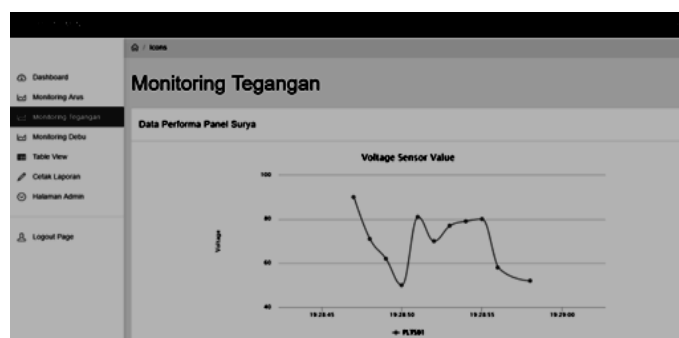 / Icons
Dashboard
Monitoring Arus
Monitoring Tegangan
Monitoring Debu
Table View
Cetak Laporan
Halaman Admin
Logout Page
Monitoring Tegangan
Data Performa Panel Surya
Voltage Sensor Value
Voltage
100
80
60
40
19:28:45
19:28:50
19:28:55
19:29:00
PLTS01